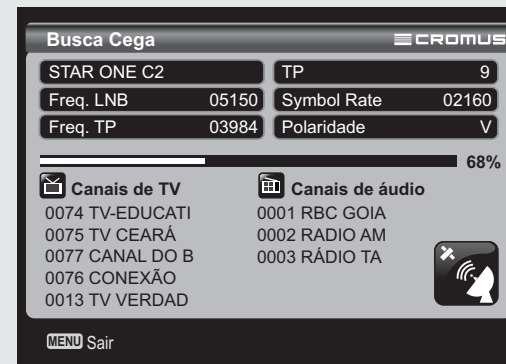 Busca Cega
CROMUS
STAR ONE C2
TP 9
Freq. LNB 05150
Symbol Rate 02160
Freq. TP 03984
Polaridade V
68%
Canais de TV
0074 TV-EDUCATI
0075 TV CEARÁ
0077 CANAL DO B
0076 CONEXÃO
0013 TV VERDAD
Canais de áudio
0001 RBC GOIA
0002 RADIO AM
0003 RÁDIO TA
MENU Sair